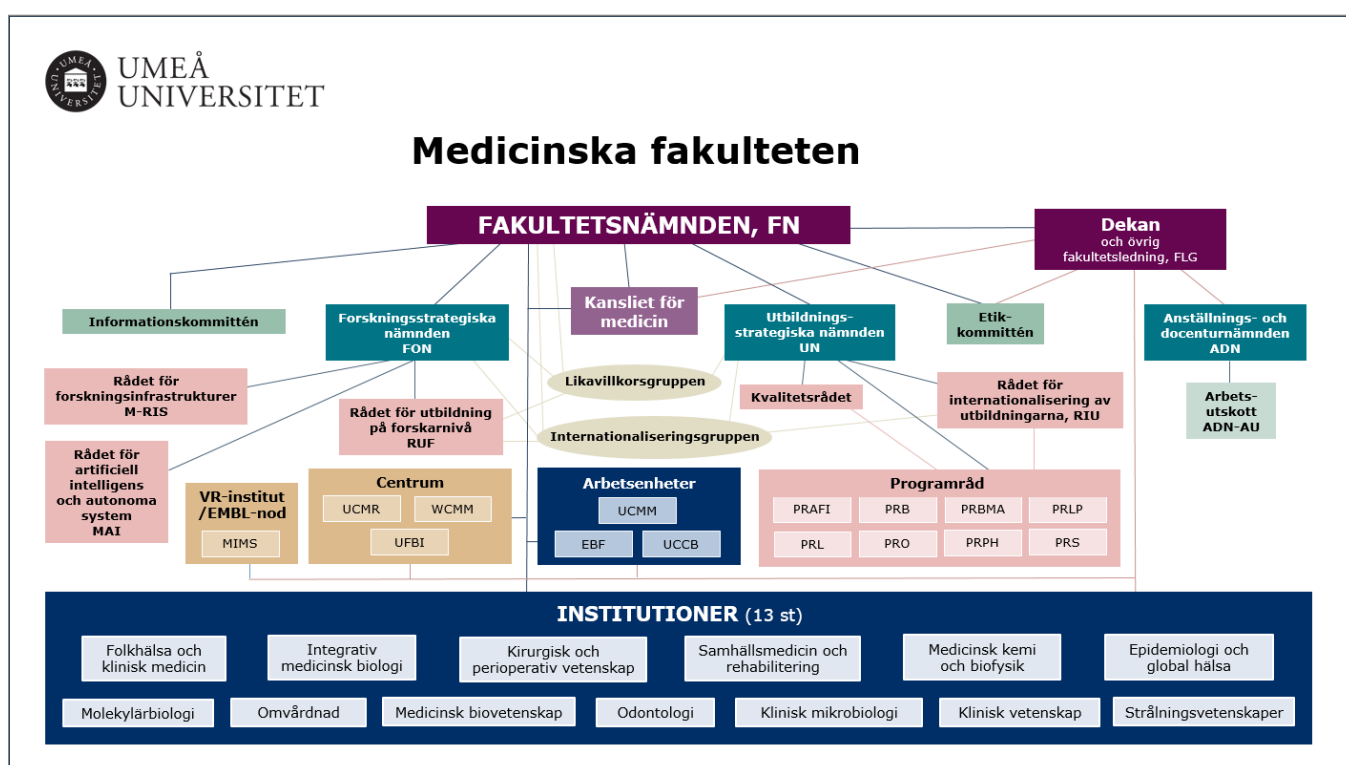 UMEÅ
UNIVERSITET
UMEÅ
UNIVERSITET
Medicinska fakulteten
FAKULTETSNÄMNDEN, FN
Dekan
och övrig
fakultetsledning, FLG
Informationskommittén
Forskningsstrategiska
nämnden
FON
Kansliet för
medicin
Utbildnings-
strategiska nämnden
UN
Etik-
kommittén
Anställnings- och
docenturnämnden
ADN
Rådet för
forskningsinfrastrukturer
M-RIS
Rådet för utbildning
på forskarnivå
RUF
Likavillkorsgruppen
Internationaliseringsgruppen
Kvalitetsrådet
Rådet för
internationalisering av
utbildningarna, RIU
Arbets-
utskott
ADN-AU
Rådet för
artificiell
intelligens
och autonoma
system
MAI
VR-institut
/EMBL-nod
MIMS
Centrum
UCMR
WCMM
UFBI
Arbetsenheter
UCMM
EBF
UCCB
Programråd
PRAFI
PRB
PRBMA
PRLP
PRL
PRO
PRPH
PRS
INSTITUTIONER (13 st)
Folkhälsa och
klinisk medicin
Integrativ
medicinsk biologi
Kirurgisk och
perioperativ vetenskap
Samhällsmedicin och
rehabilitering
Medicinsk kemi
och biofysik
Epidemiologi och
global hälsa
Molekylärbiologi
Omvårdnad
Medicinsk biovetenskap
Odontologi
Klinisk mikrobiologi
Klinisk vetenskap
Strålningsvetenskaper